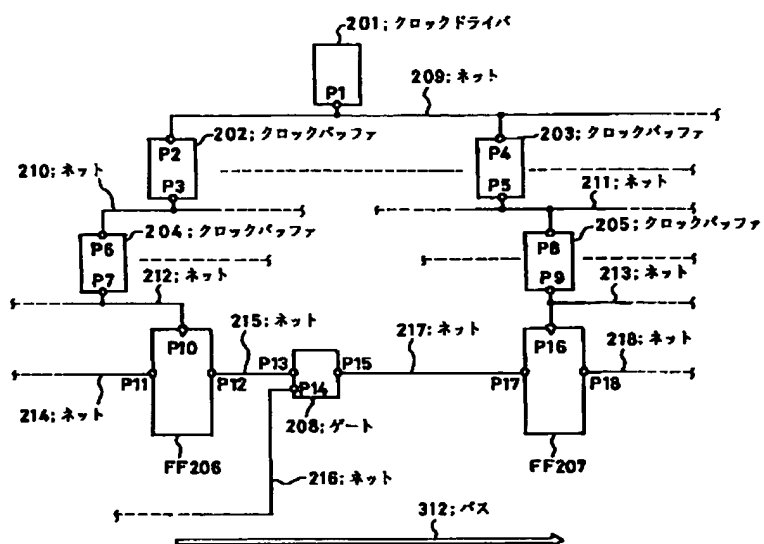 201;クロックドライバ
P1
209;ネット
P2
202;クロックバッファ
P4
203;クロックバッファ
210;ネット
P3
P5
211;ネット
P6
204;クロックバッファ
P8
205;クロックバッファ
P7
212;ネット
P9
213;ネット
P10
215;ネット
217;ネット
P16
218;ネット
P11
P12
P13
P14
P15
P17
P18
214;ネット
208;ゲート
FF206
216;ネット
FF207
312;パス